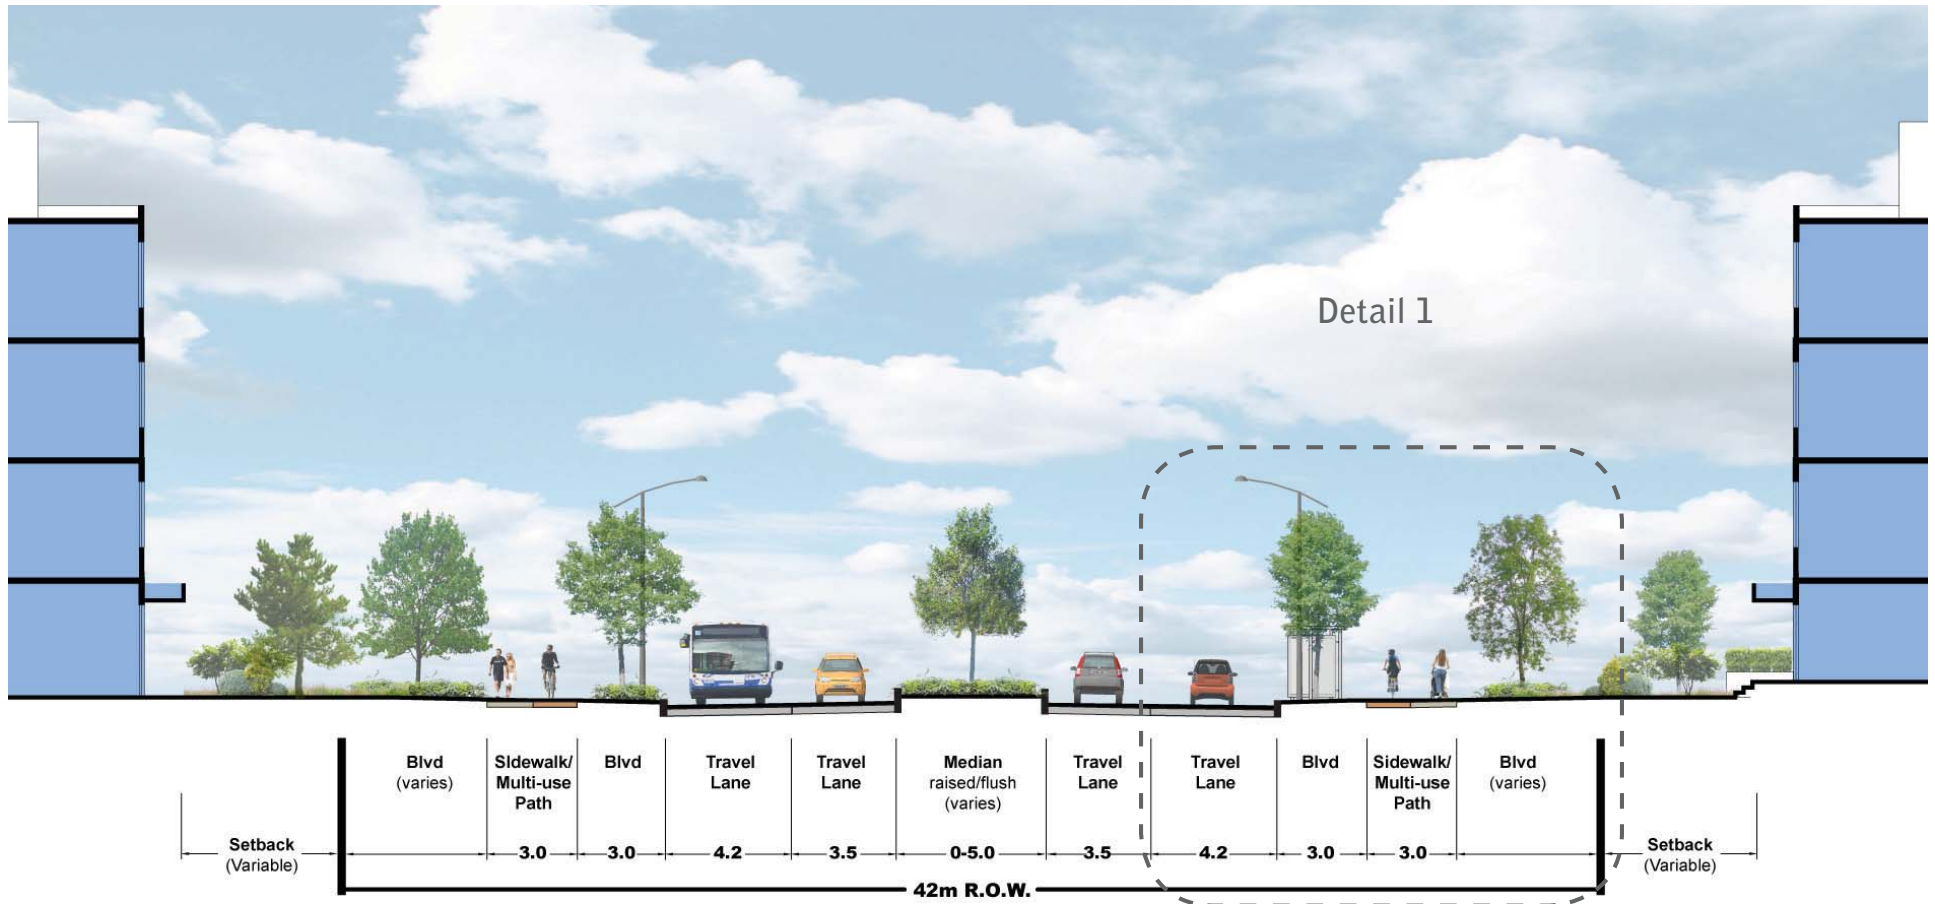 Detail 1
Blvd
(varies)
SIdewalk/
Multi-use
Path
Blvd
Travel
Lane
Travel
Lane
Median
raised/flush
(varies)
Travel
Lane
Travel
Lane
Blvd
Sidewalk/
Multi-use
Path
Blvd
(varies)
Setback
(Variable)
3.0
3.0
4.2
3.5
0-5.0
3.5
4.2
3.0
3.0
Setback
(Variable)
42m R.O.W.